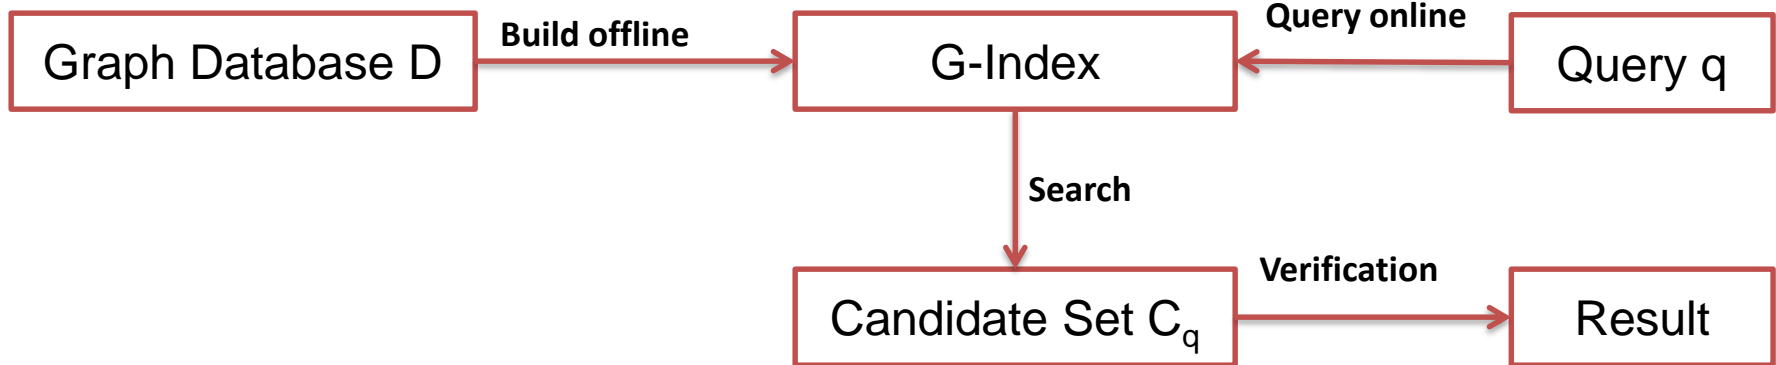 Graph Database D
Build offline
G-Index
Query online
Query q
Search
Candidate Set Cq
Verification
Result